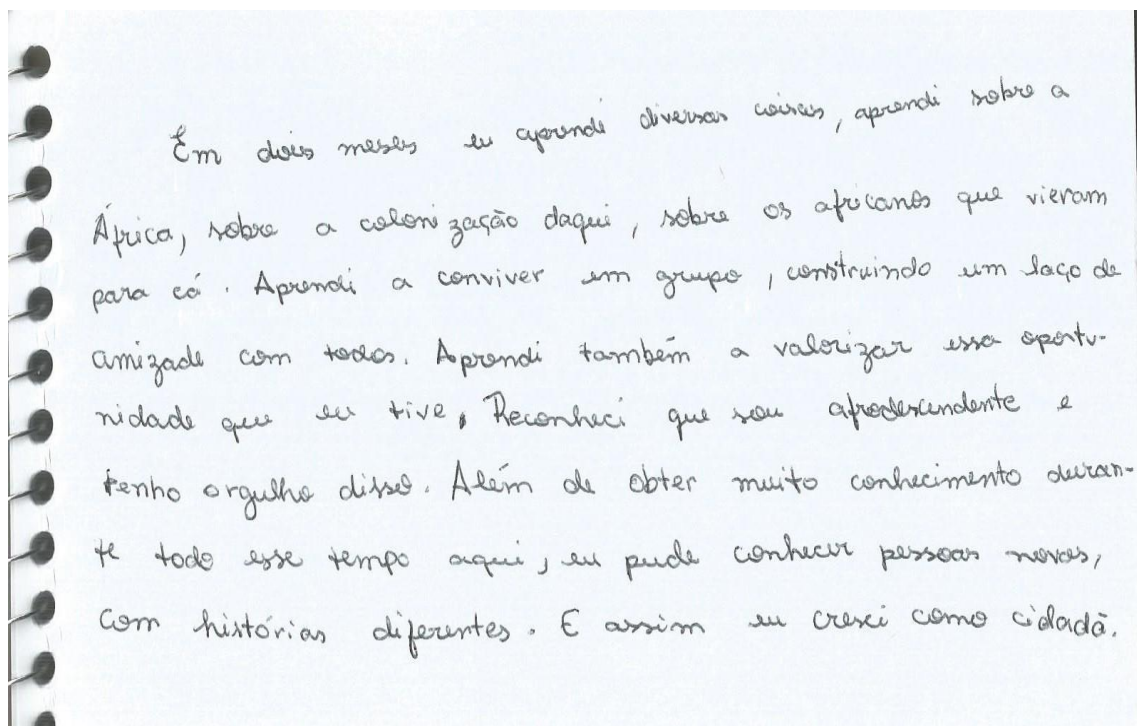 Em dois meses eu aprendi diversas coisas, aprendi sobre a
África, sobre a colonização daqui, sobre os africanos que vieram
para cá. Aprendi a conviver em grupo, construindo um laço de
amizade com todos. Aprendi também a valorizar essa oportu-
nidade que eu tive, Reconheci que sou afrodescendente e
tenho orgulho disso. Além de obter muito conhecimento duran-
te todo esse tempo aqui, eu pude conhecer pessoas novas,
com histórias diferentes. E assim eu cresci como cidadã.